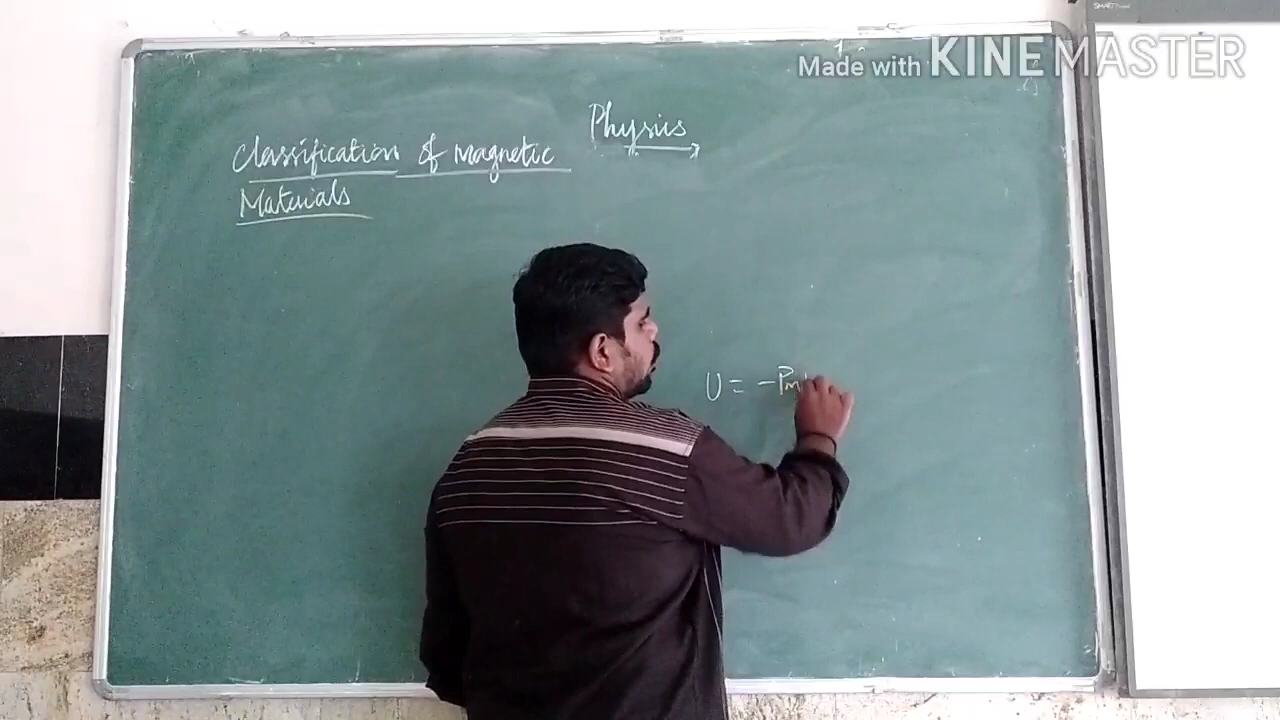 Made with KINEMASTER
Physics
Classification of Magnetic
Materials
U = -Pm